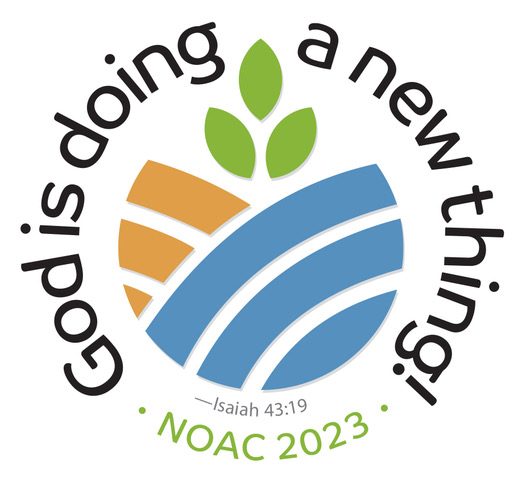 God is doing a new thing!
—Isaiah 43:19
• NOAC 2023 •